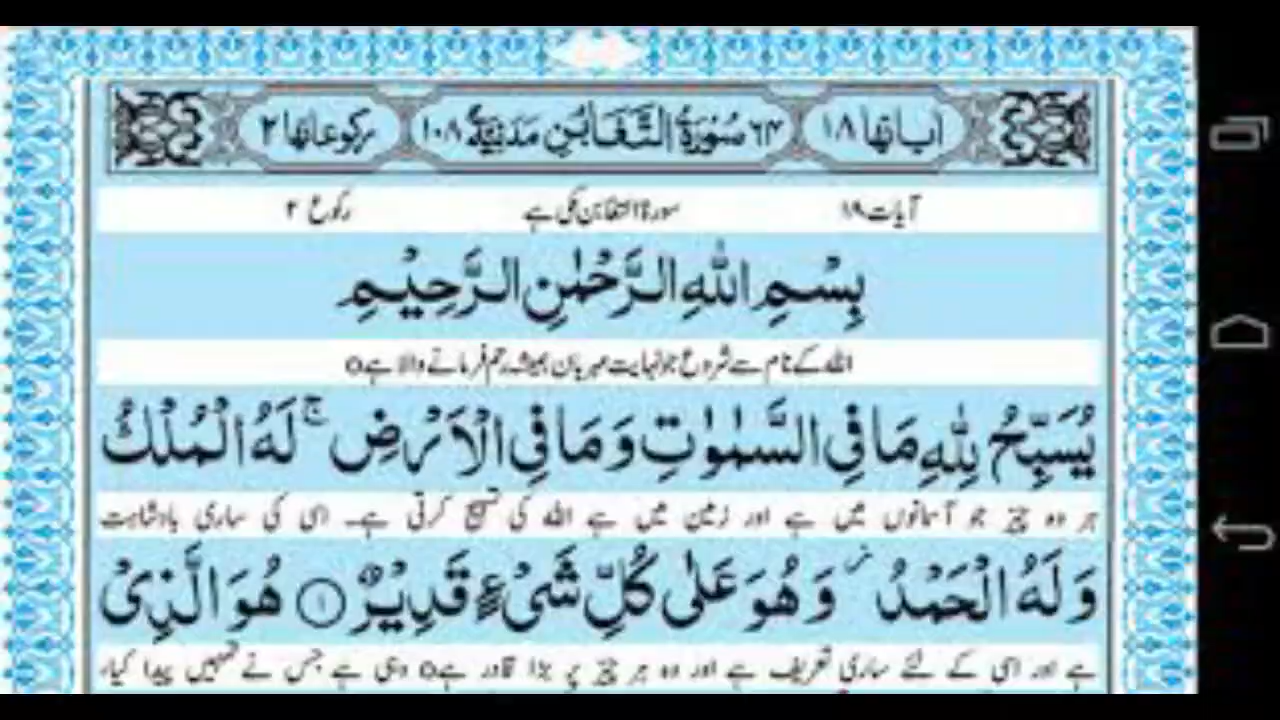 اٰیاتها ۱۸ ۶۴ سُوْرَةُ التَّغَابُنِ مَدَنِیَّةٌ ۱۰۸ رکوعاتها ۲
آیات ۱۸ سورۃ التغابن مکی ہے رکوع ۲
بِسْمِ اللّٰهِ الرَّحْمٰنِ الرَّحِیْمِ
اللہ کے نام سے شروع جو نہایت مہربان ہمیشہ رحم فرمانے والا ہے o
یُسَبِّحُ لِلّٰهِ مَا فِی السَّمٰوٰتِ وَ مَا فِی الْاَرْضِ ۚ لَهُ الْمُلْكُ
ہر وہ چیز جو آسمانوں میں ہے اور زمین میں ہے اللہ کی تسبیح کرتی ہے۔ اسی کی ساری بادشاہت
وَ لَهُ الْحَمْدُ ؗ وَ هُوَ عَلٰی كُلِّ شَیْءٍ قَدِیْرٌ ۱ هُوَ الَّذِیْ
ہے اور اسی کے لئے ساری تعریف ہے اور وہ ہر چیز پر بڑا قادر ہے o وہی ہے جس نے تمہیں پیدا کیا،